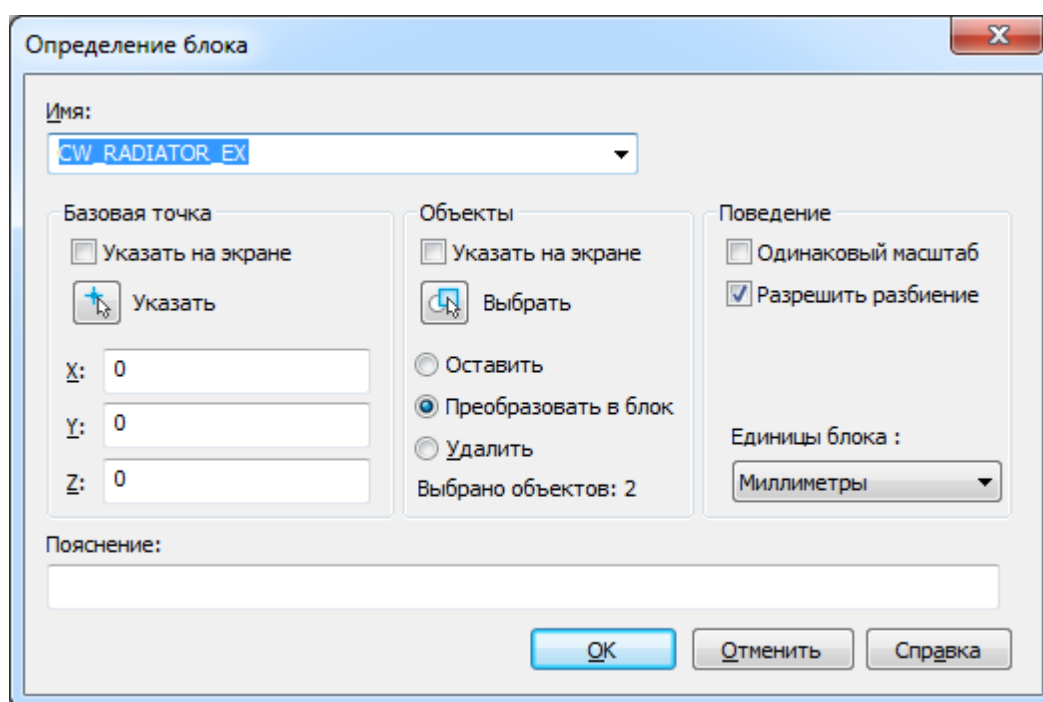 Определение блока
Имя:
CW_RADIATOR_EX
Базовая точка
Указать на экране
Указать
X: 0
Y: 0
Z: 0
Объекты
Указать на экране
Выбрать
Оставить
Преобразовать в блок
Удалить
Выбрано объектов: 2
Поведение
Одинаковый масштаб
Разрешить разбиение
Единицы блока :
Миллиметры
Пояснение:
OK Отменить Справка